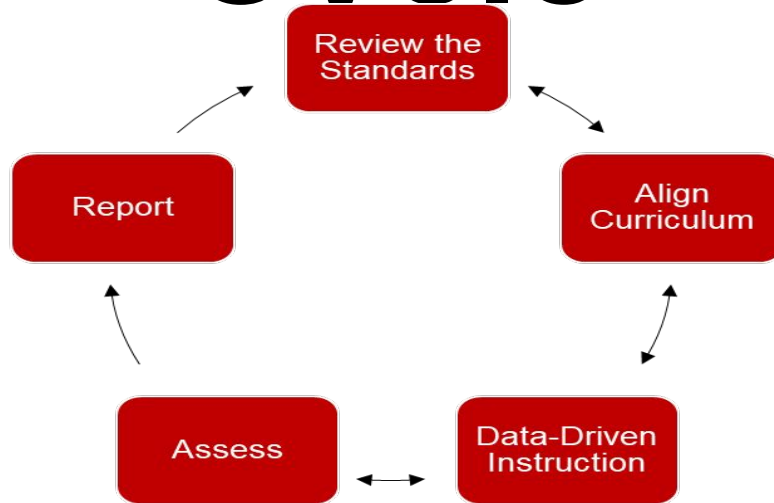 Review the
Standards
Align
Curriculum
Data-Driven
Instruction
Assess
Report